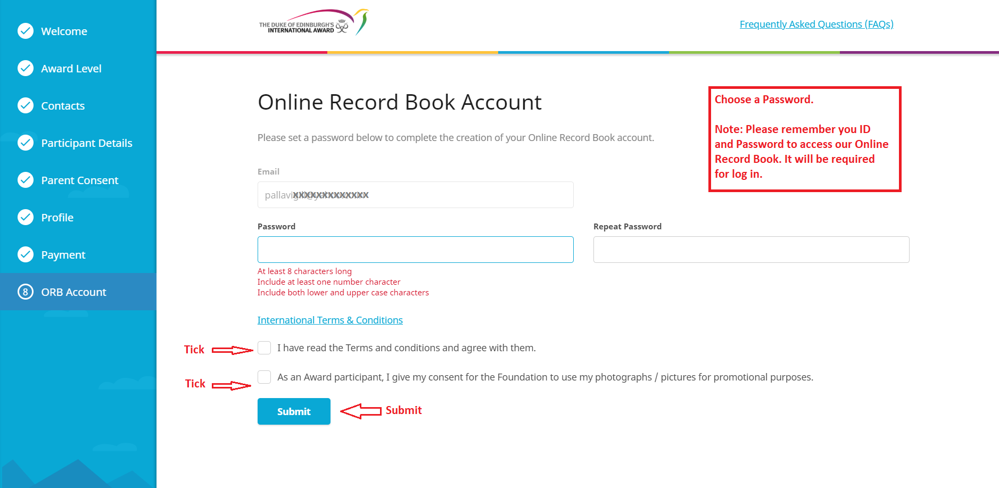 Welcome
Award Level
Contacts
Participant Details
Parent Consent
Profile
Payment
8 ORB Account
THE DUKE OF EDINBURGH'S
INTERNATIONAL AWARD
Frequently Asked Questions (FAQs)
Online Record Book Account
Please set a password below to complete the creation of your Online Record Book account.
Choose a Password.
Note: Please remember you ID
and Password to access our Online
Record Book. It will be required
for log in.
Email
xxxxxxxxxxxxx
Password
Repeat Password
At least 8 characters long
Include at least one number character
Include both lower and upper case characters
International Terms & Conditions
Tick
I have read the Terms and conditions and agree with them.
Tick
As an Award participant, I give my consent for the Foundation to use my photographs / pictures for promotional purposes.
Submit
Submit